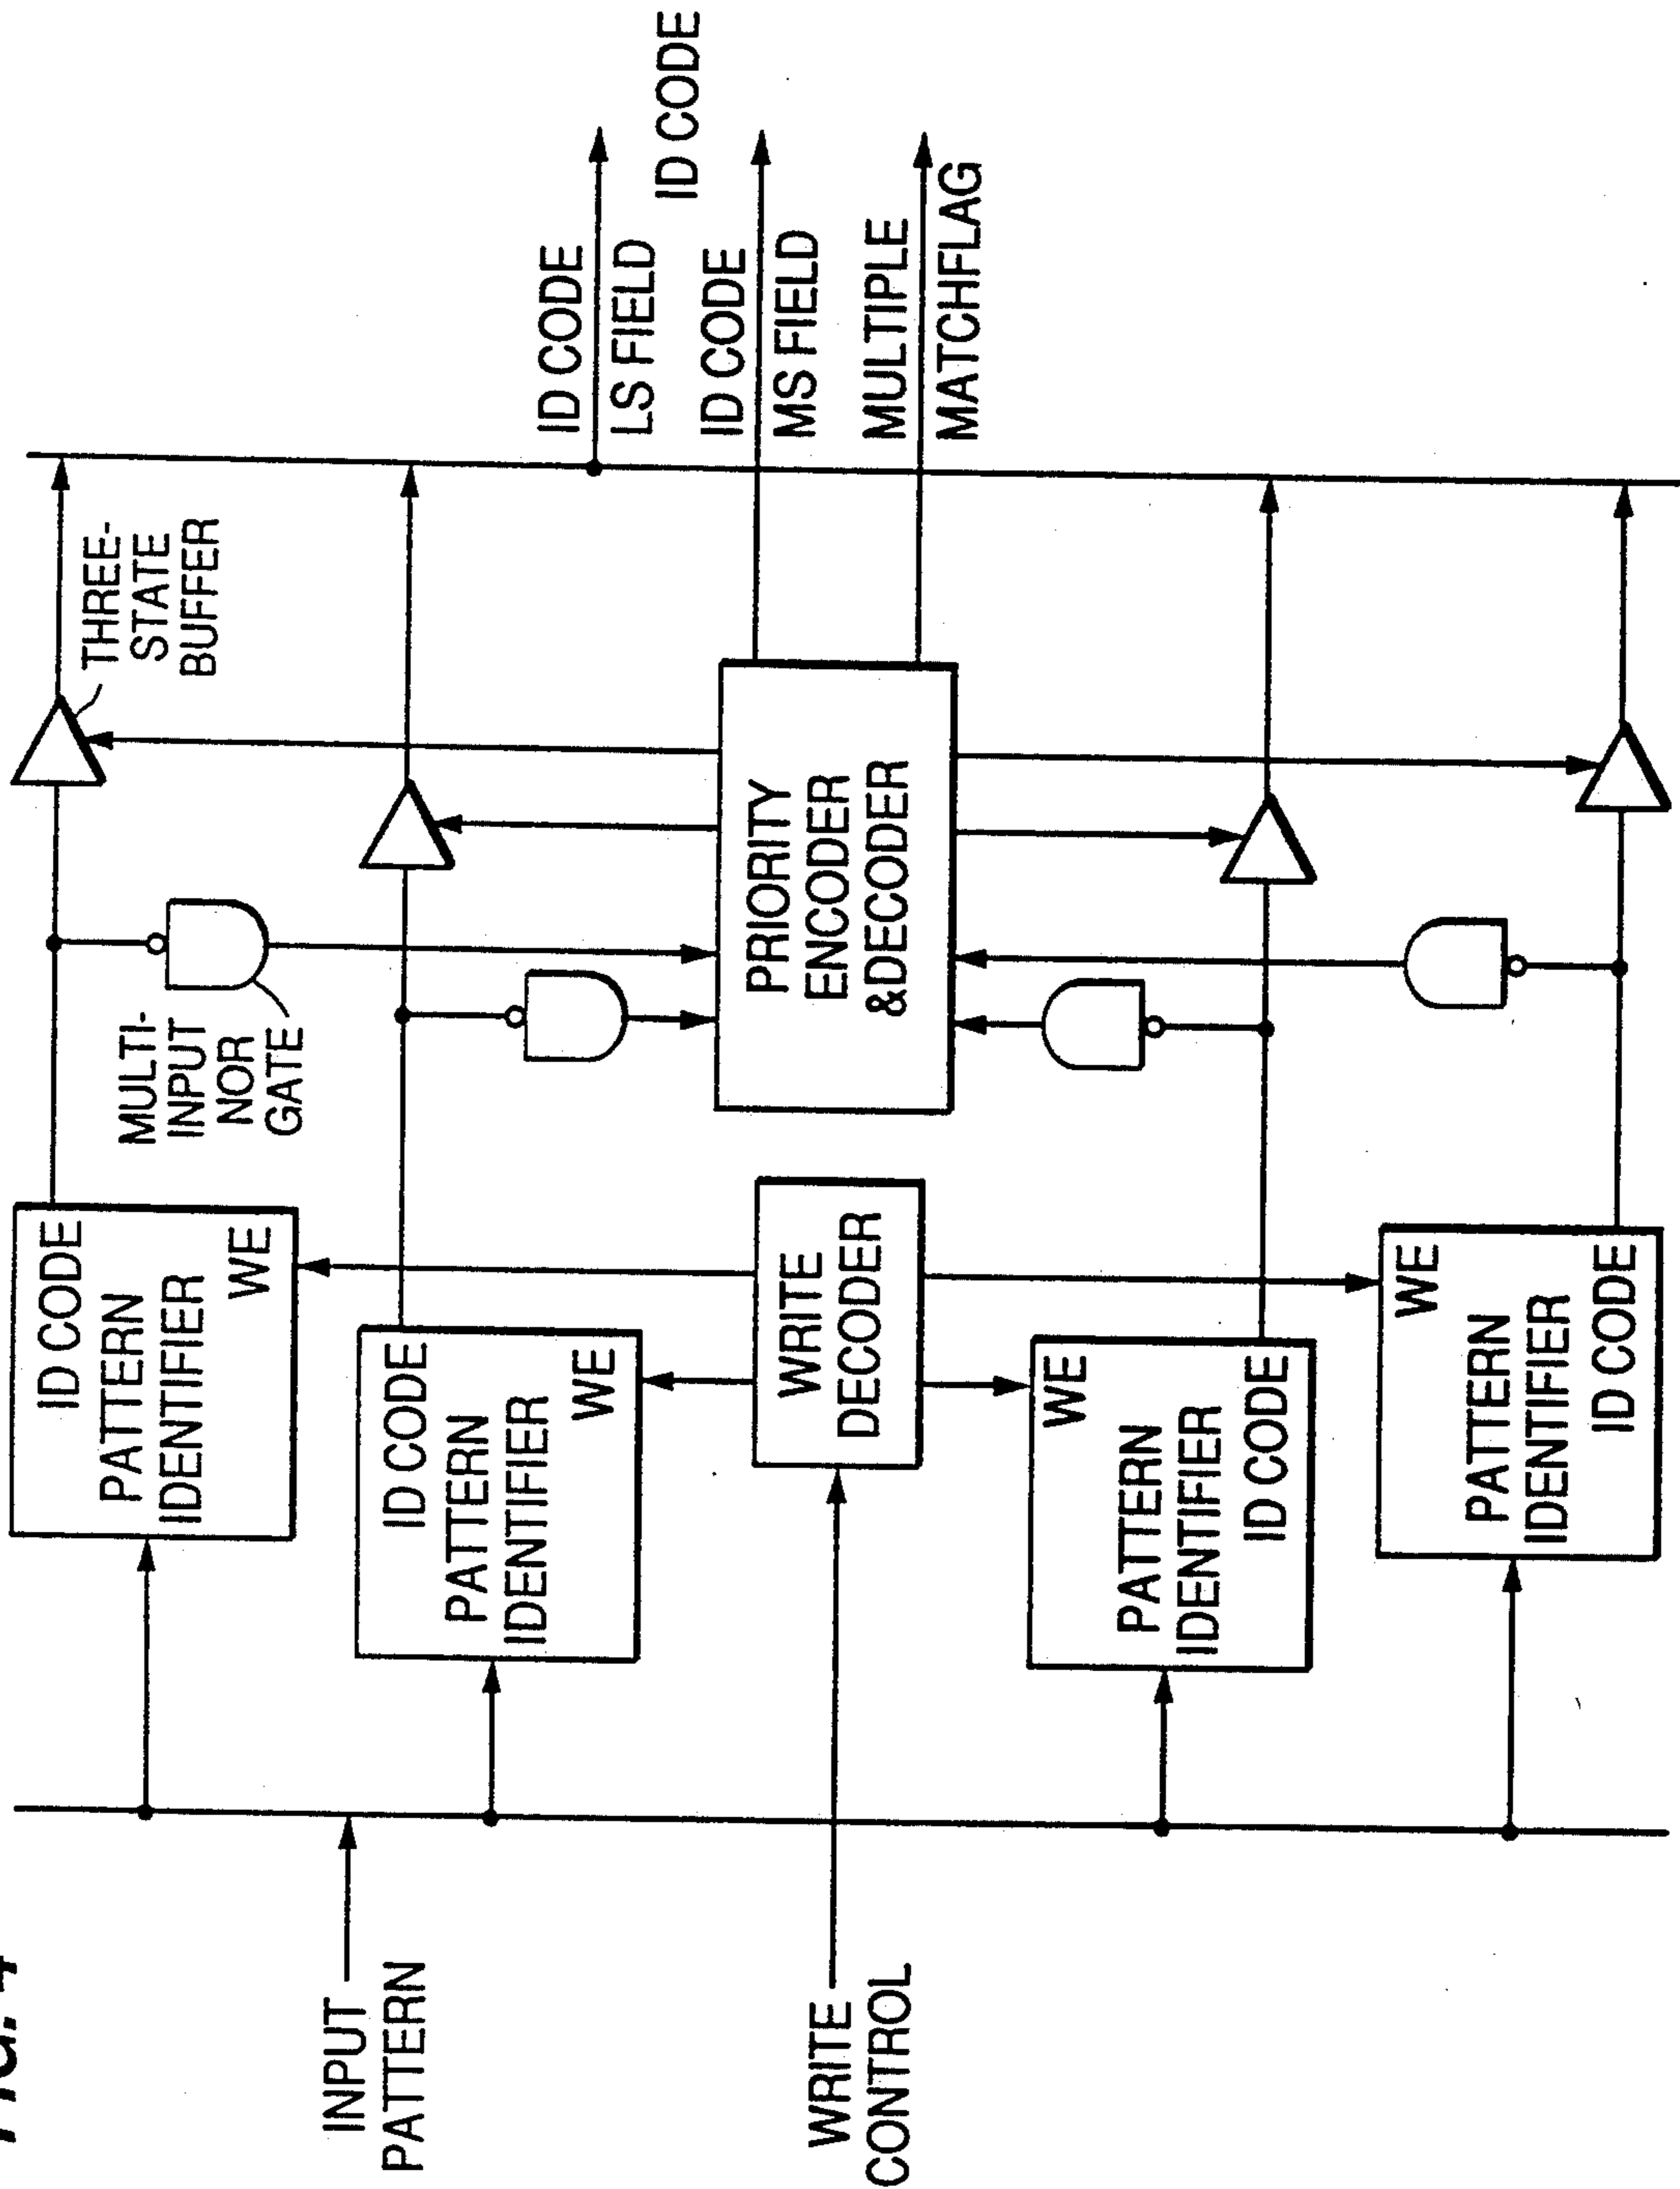 FIG. 4
INPUT
PATTERN
WRITE
CONTROL
ID CODE
PATTERN
IDENTIFIER
WE
ID CODE
PATTERN
IDENTIFIER
WE
WRITE
DECODER
WE
PATTERN
IDENTIFIER
ID CODE
WE
PATTERN
IDENTIFIER
ID CODE
MULTI-
INPUT
NOR
GATE
THREE-
STATE
BUFFER
PRIORITY
ENCODER
&DECODER
ID CODE
LS FIELD
ID CODE
ID CODE
MS FIELD
MULTIPLE
MATCHFLAG